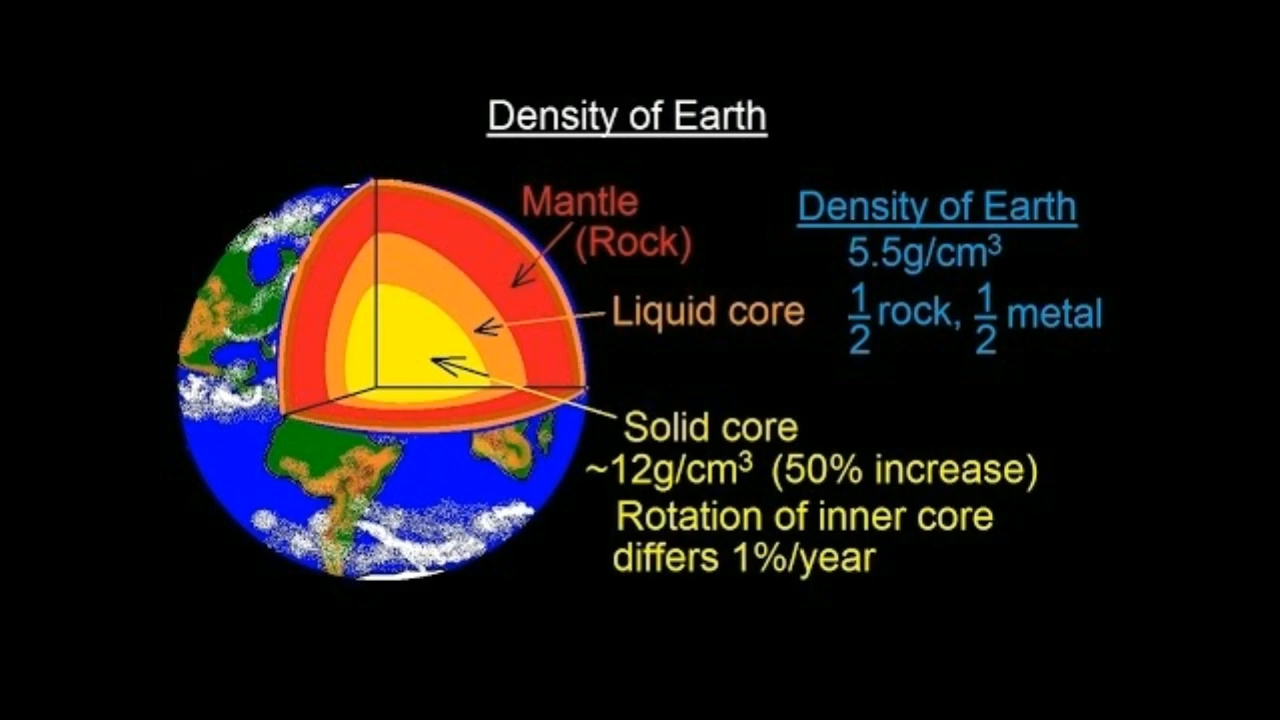 Density of Earth
Mantle
(Rock)
Liquid core
Solid core
~12g/cm³ (50% increase)
Rotation of inner core
differs 1%/year
Density of Earth
5.5g/cm³
1/2 rock, 1/2 metal